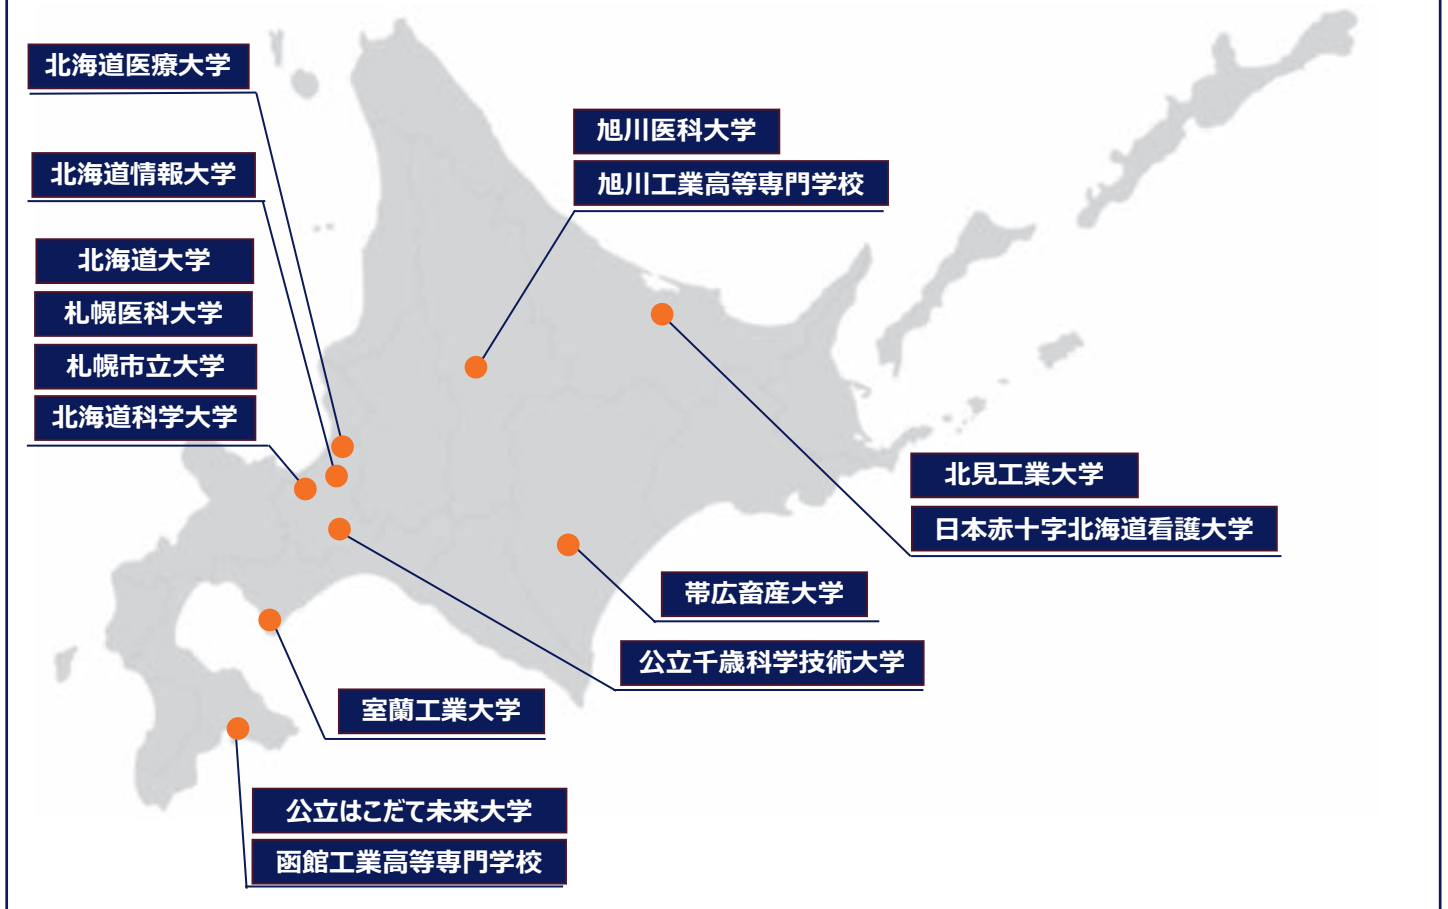 北海道医療大学
北海道情報大学
北海道大学
札幌医科大学
札幌市立大学
北海道科学大学
旭川医科大学
旭川工業高等専門学校
北見工業大学
日本赤十字北海道看護大学
帯広畜産大学
公立千歳科学技術大学
室蘭工業大学
公立はこだて未来大学
函館工業高等専門学校